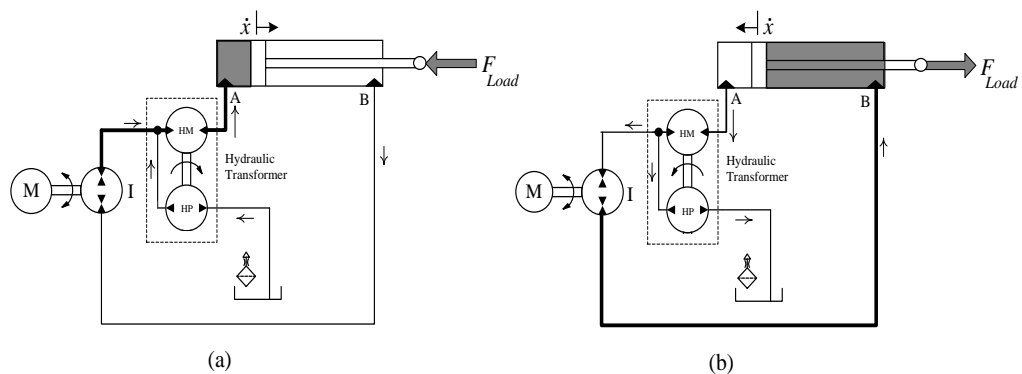 ẋ
F Load
A
B
HM
Hydraulic
Transformer
M
I
HP
(a)
ẋ
F Load
A
B
HM
Hydraulic
Transformer
M
I
HP
(b)